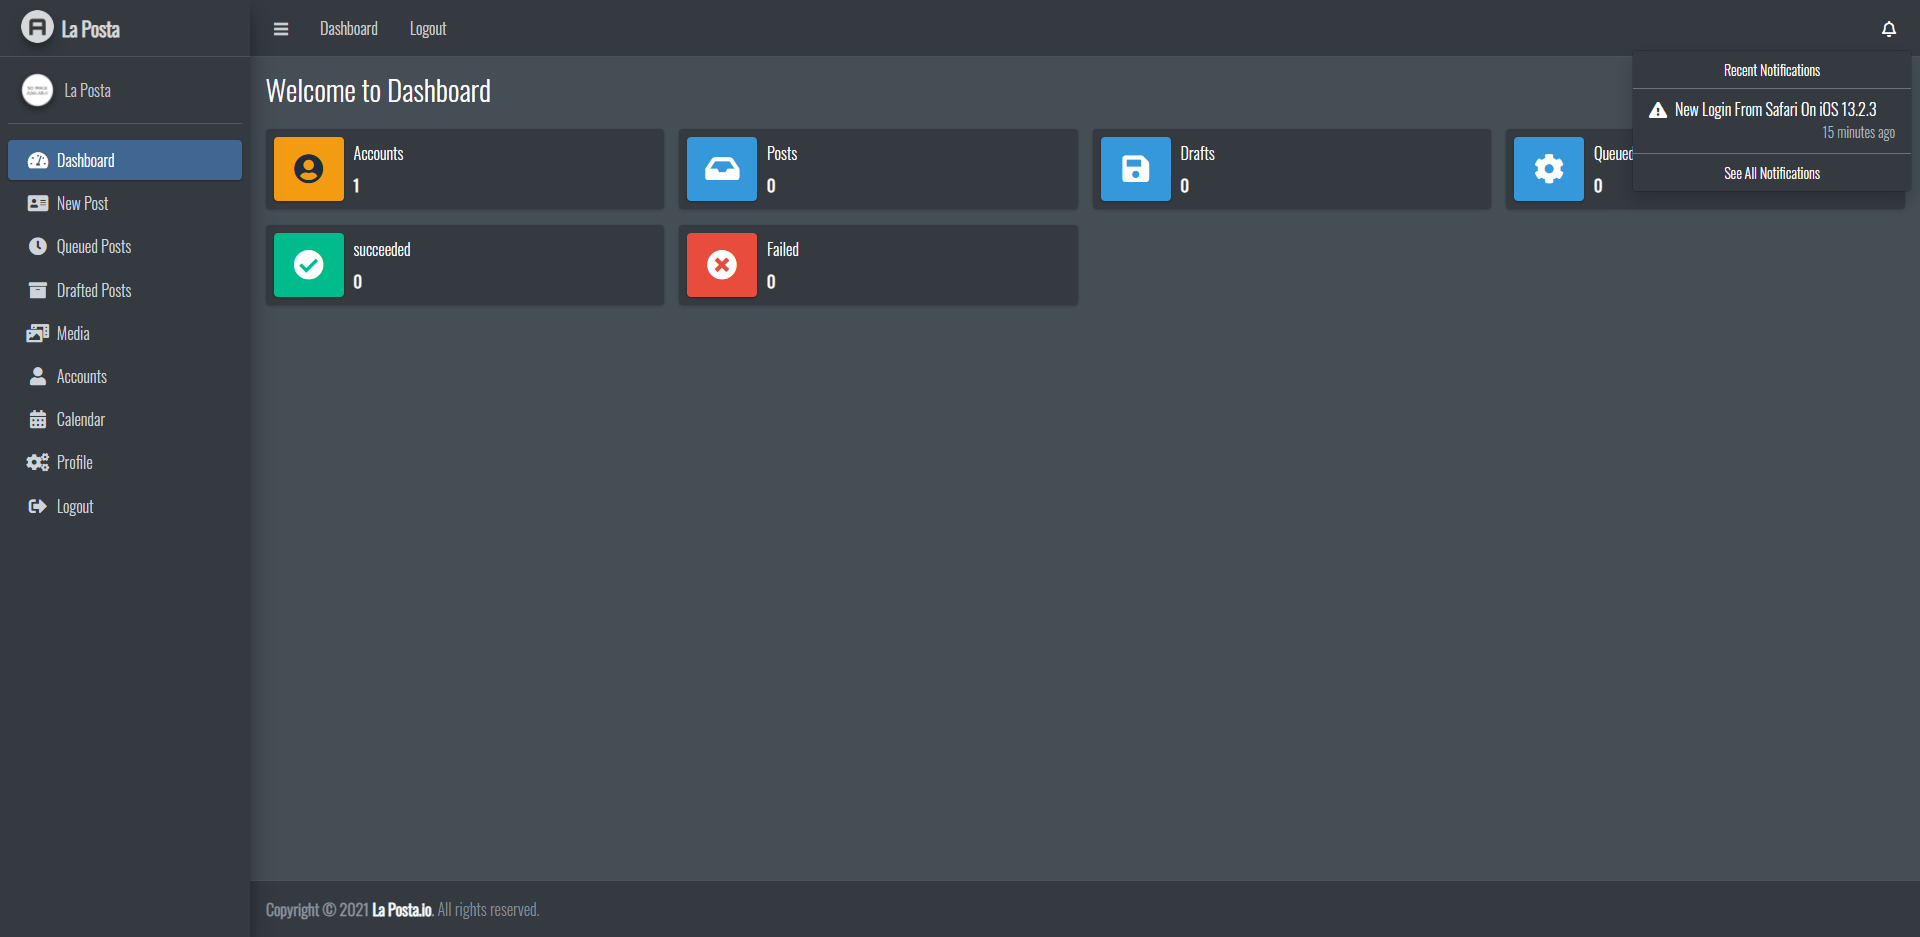 La Posta
Dashboard
Logout
La Posta
Dashboard
New Post
Queued Posts
Drafted Posts
Media
Accounts
Calendar
Profile
Logout
Welcome to Dashboard
Accounts
1
Posts
0
Drafts
0
Queued
0
succeeded
0
Failed
0
Recent Notifications
New Login From Safari On iOS 13.2.3
15 minutes ago
See All Notifications
Copyright © 2021 La Posta.io. All rights reserved.